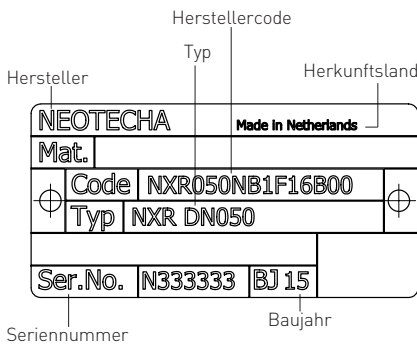 Herstellercode
Typ
Hersteller
Herkunftsland
NEOTECHA Made in Netherlands
Mat.
Code NXR050NB1F16B00
Typ NXR DN050
Ser.No. N333333 BJ 15
Seriennummer
Baujahr